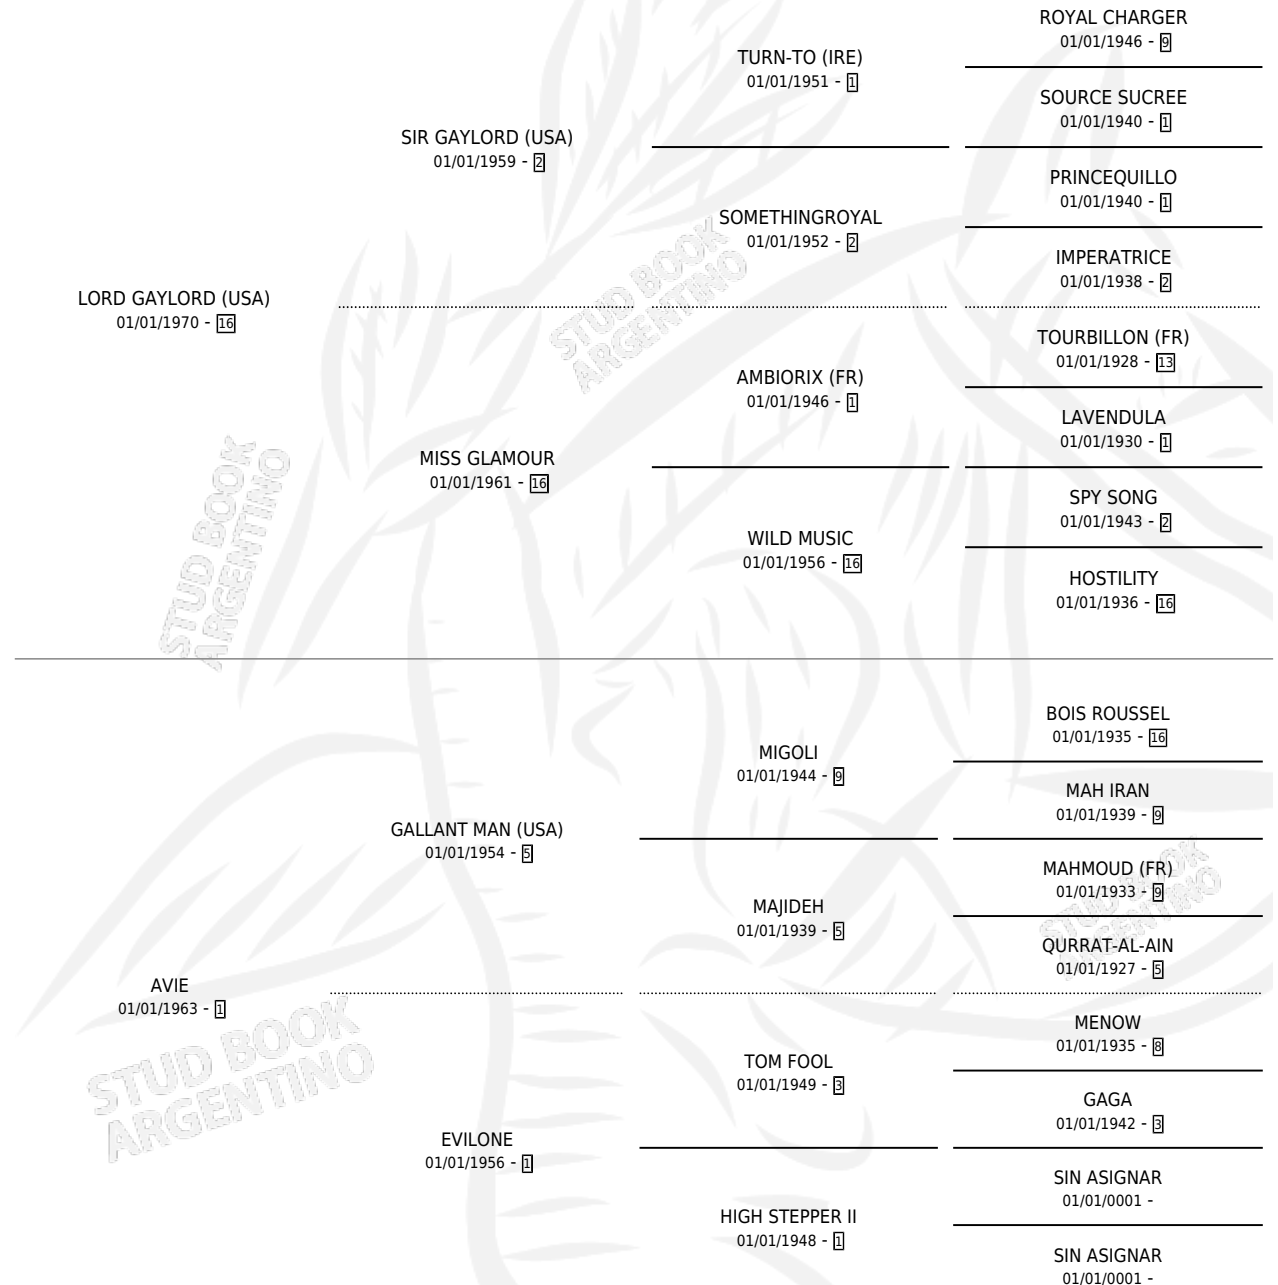 ROYAL CHARGER
01/01/1946 - 9
TURN-TO (IRE)
01/01/1951 - 1
SOURCE SUCREE
01/01/1940 - 1
SIR GAYLORD (USA)
01/01/1959 - 2
PRINCEQUILLO
01/01/1940 - 1
SOMETHINGROYAL
01/01/1952 - 2
IMPERATRICE
01/01/1938 - 2
LORD GAYLORD (USA)
01/01/1970 - 16
TOURBILLON (FR)
01/01/1928 - 13
AMBIORIX (FR)
01/01/1946 - 1
LAVENDULA
01/01/1930 - 1
MISS GLAMOUR
01/01/1961 - 16
SPY SONG
01/01/1943 - 2
WILD MUSIC
01/01/1956 - 16
HOSTILITY
01/01/1936 - 16
BOIS ROUSSEL
01/01/1935 - 16
MIGOLI
01/01/1944 - 9
MAH IRAN
01/01/1939 - 9
GALLANT MAN (USA)
01/01/1954 - 5
MAHMOUD (FR)
01/01/1933 - 9
MAJIDEH
01/01/1939 - 5
QURRAT-AL-AIN
01/01/1927 - 5
AVIE
01/01/1963 - 1
MENOW
01/01/1935 - 8
TOM FOOL
01/01/1949 - 3
GAGA
01/01/1942 - 3
EVILONE
01/01/1956 - 1
SIN ASIGNAR
01/01/0001 -
HIGH STEPPER II
01/01/1948 - 1
SIN ASIGNAR
01/01/0001 -
STUD BOOK
ARGENTINO
STUD BOOK
ARGENTINO
STUD BOOK
ARGENTINO
STUD BOOK
ARGENTINO